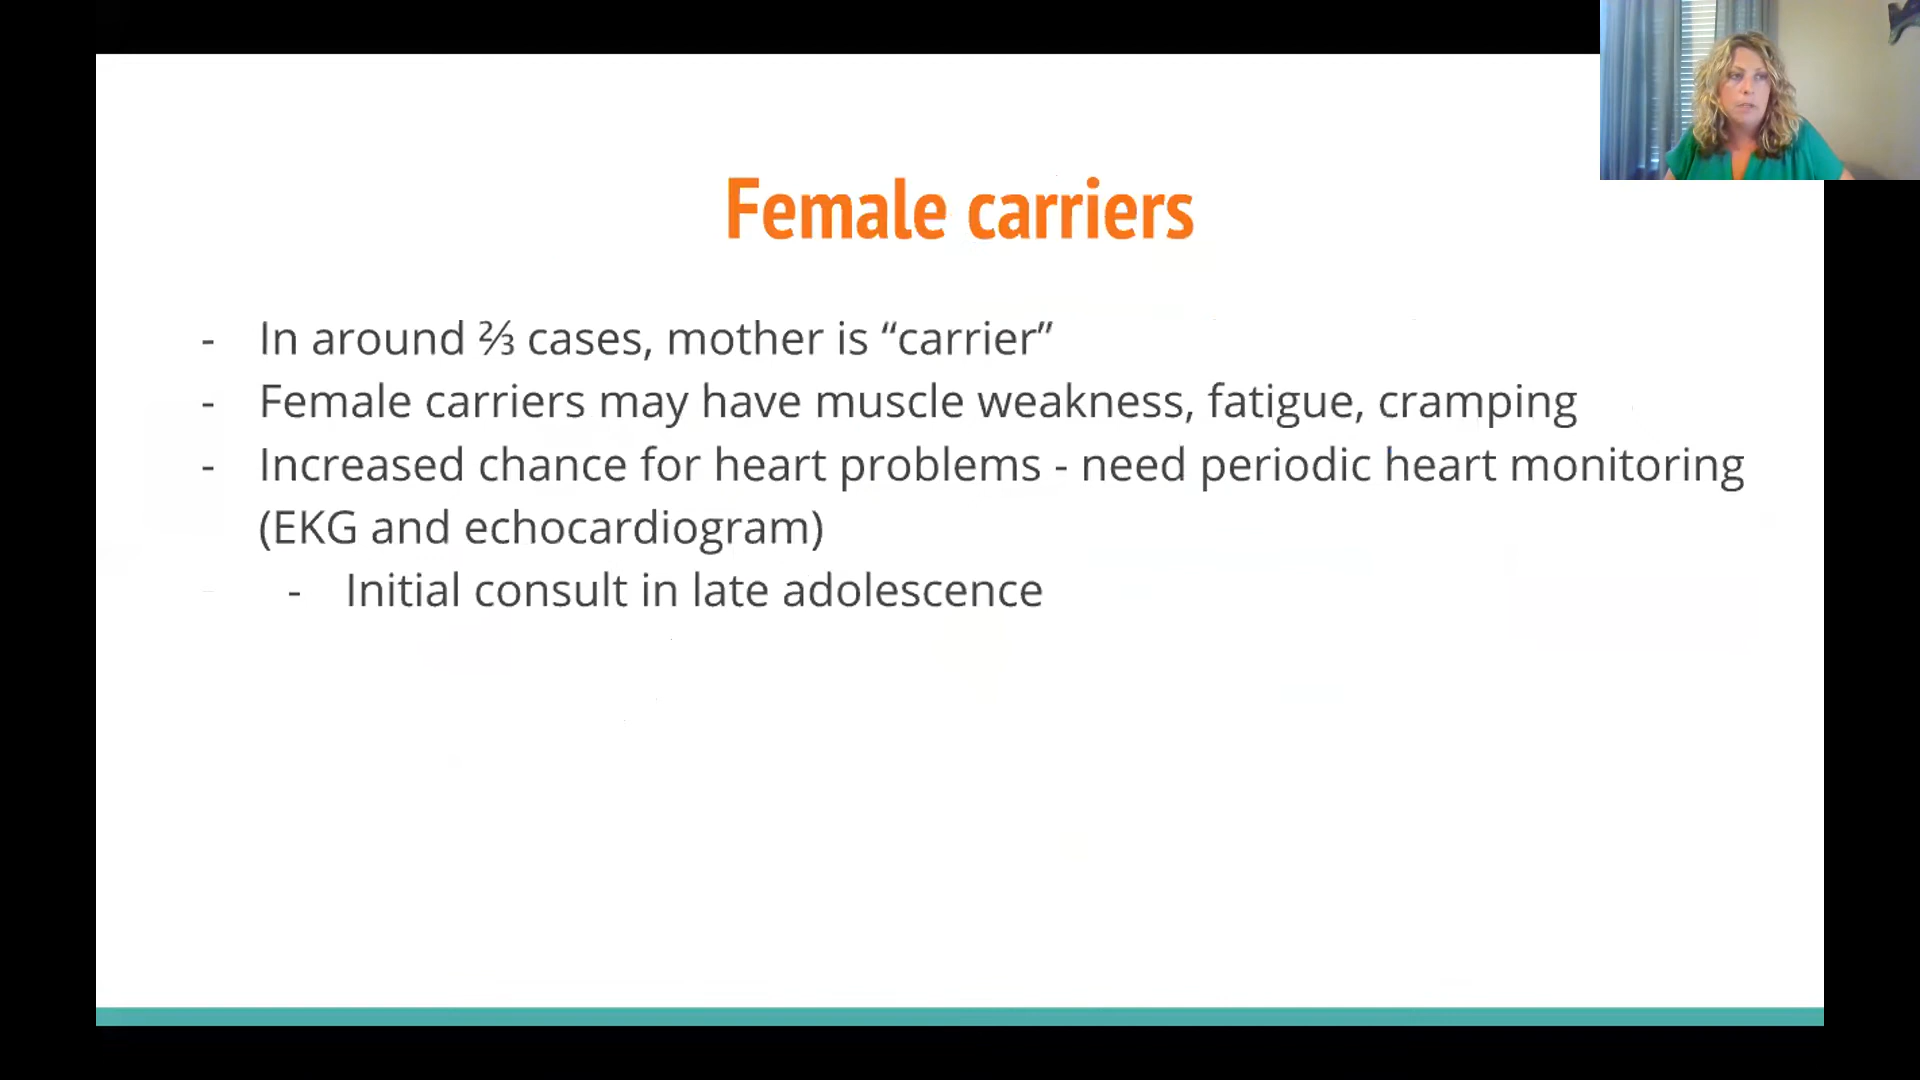 Female carriers
- In around ⅔ cases, mother is “carrier”
- Female carriers may have muscle weakness, fatigue, cramping
- Increased chance for heart problems - need periodic heart monitoring
(EKG and echocardiogram)
- Initial consult in late adolescence